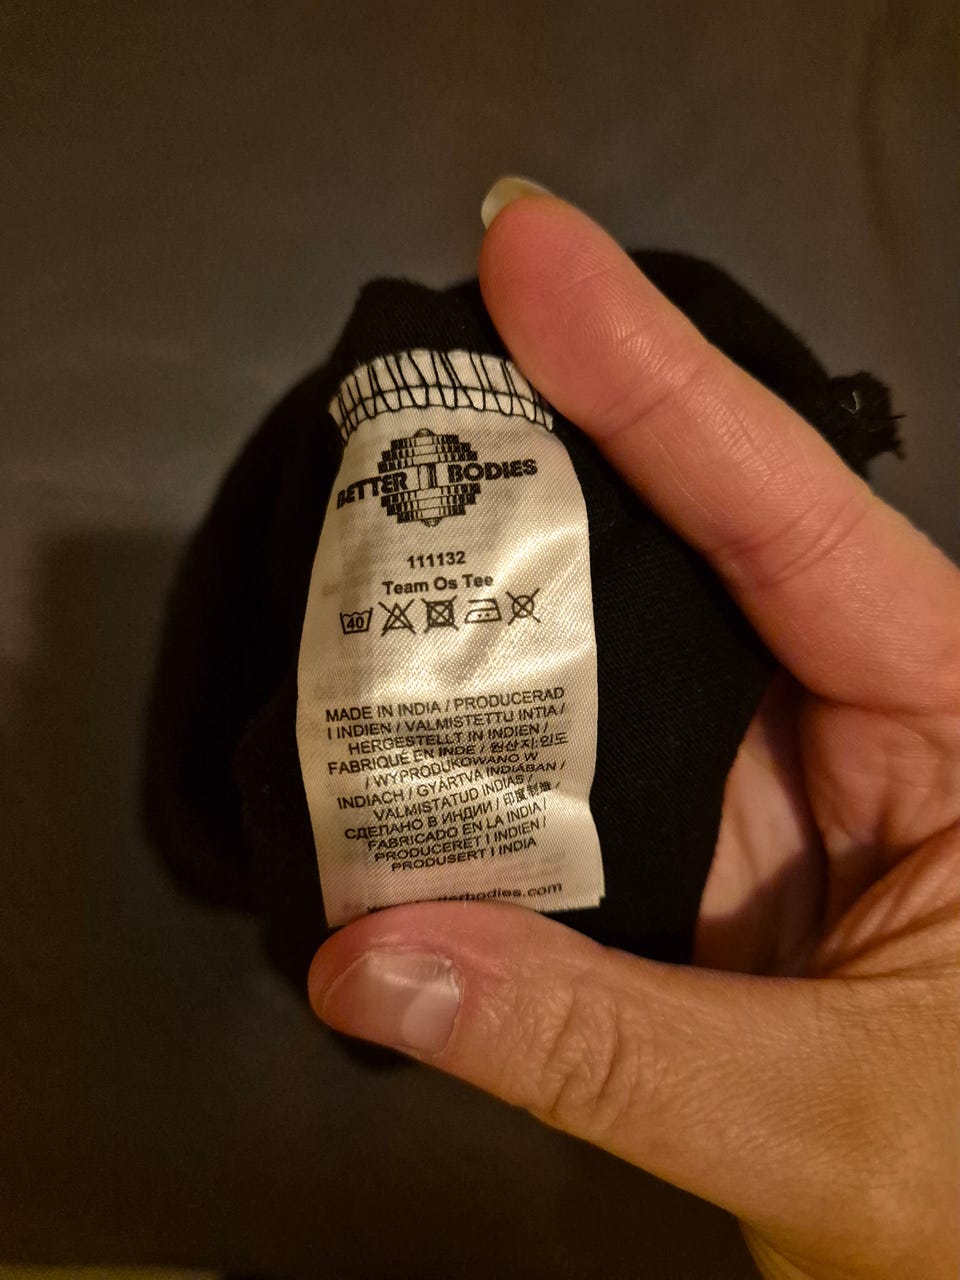 BETTER BODIES
111132
Team Os Tee
40
MADE IN INDIA / PRODUCERAD
I INDIEN / VALMISTETTU INTIA /
HERGESTELLT IN INDIEN /
FABRIQUÉ EN INDE / 원산지:인도
/ WYPRODUKOWANO W
INDIACH / GYÁRTVA INDIÁBAN /
VALMISTATUD INDIAS /
СДЕЛАНО В ИНДИИ / 印度制造 /
FABRICADO EN LA INDIA /
PRODUCERET I INDIEN /
PRODUSERT I INDIA